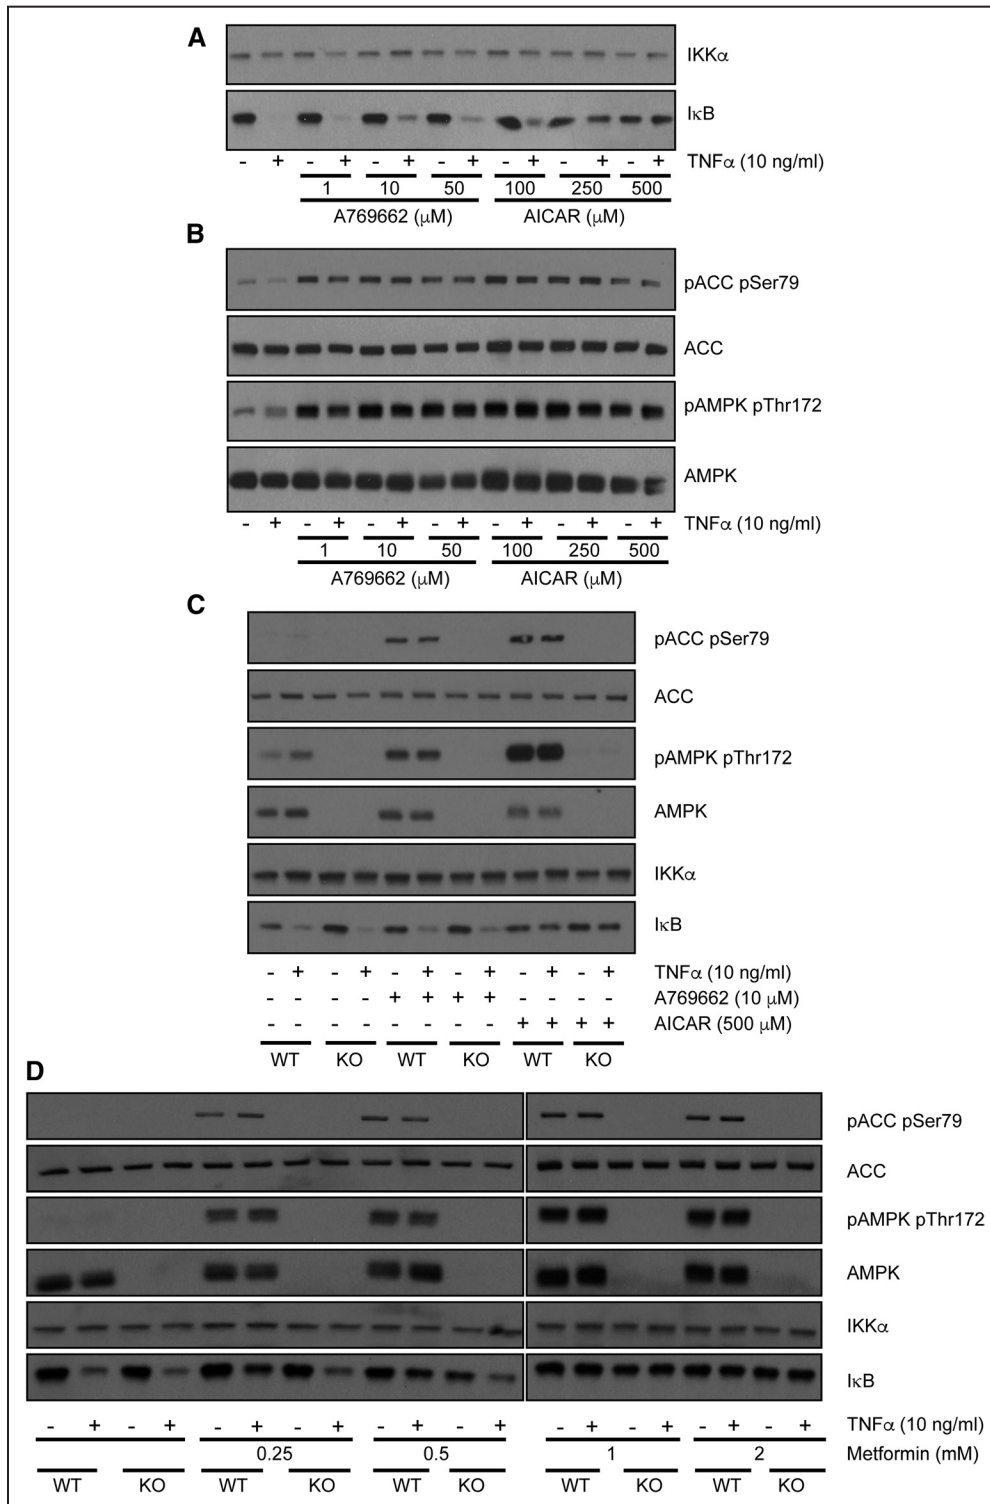 A
IKKα
IκB
- + - + - + - + - + - + - + TNFα (10 ng/ml)
1 10 50 100 250 500
A769662 (μM) AICAR (μM)
B
pACC pSer79
ACC
pAMPK pThr172
AMPK
- + - + - + - + - + - + - + TNFα (10 ng/ml)
1 10 50 100 250 500
A769662 (μM) AICAR (μM)
C
pACC pSer79
ACC
pAMPK pThr172
AMPK
IKKα
IκB
- + - + - + - + - + - + TNFα (10 ng/ml)
- - - - + + + + - - - - A769662 (10 μM)
- - - - - - - - + + + + AICAR (500 μM)
WT KO WT KO WT KO
D
pACC pSer79
ACC
pAMPK pThr172
AMPK
IKKα
IκB
- + - + - + - + - + - + - + - + - + - + TNFα (10 ng/ml)
0.25 0.5 1 2 Metformin (mM)
WT KO WT KO WT KO WT KO WT KO